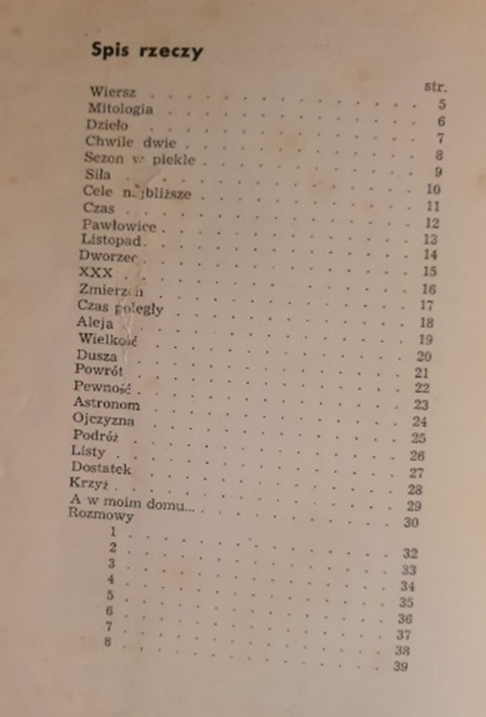 Spis rzeczy
str.
Wiersz . . . . . . . . . . . 5
Mitologia . . . . . . . . . . 6
Dzieło . . . . . . . . . . . 7
Chwile dwie . . . . . . . . . 8
Sezon w piekle . . . . . . . . 9
Siła . . . . . . . . . . . . 10
Cele najbliższe . . . . . . . . 11
Czas . . . . . . . . . . . . 12
Pawłowice . . . . . . . . . . 13
Listopad . . . . . . . . . . 14
Dworzec . . . . . . . . . . . 15
XXX . . . . . . . . . . . . 16
Zmierzch . . . . . . . . . . 17
Czas poległy . . . . . . . . . 18
Aleja . . . . . . . . . . . . 19
Wielkość . . . . . . . . . . 20
Dusza . . . . . . . . . . . 21
Powrót . . . . . . . . . . . 22
Pewność . . . . . . . . . . . 23
Astronom . . . . . . . . . . 24
Ojczyzna . . . . . . . . . . 25
Podróż . . . . . . . . . . . 26
Listy . . . . . . . . . . . . 27
Dostatek . . . . . . . . . . 28
Krzyż . . . . . . . . . . . . 29
A w moim domu... . . . . . . . . 30
Rozmowy
1 . . . . . . . . . . . 32
2 . . . . . . . . . . . 33
3 . . . . . . . . . . . 34
4 . . . . . . . . . . . 35
5 . . . . . . . . . . . 36
6 . . . . . . . . . . . 37
7 . . . . . . . . . . . 38
8 . . . . . . . . . . . 39